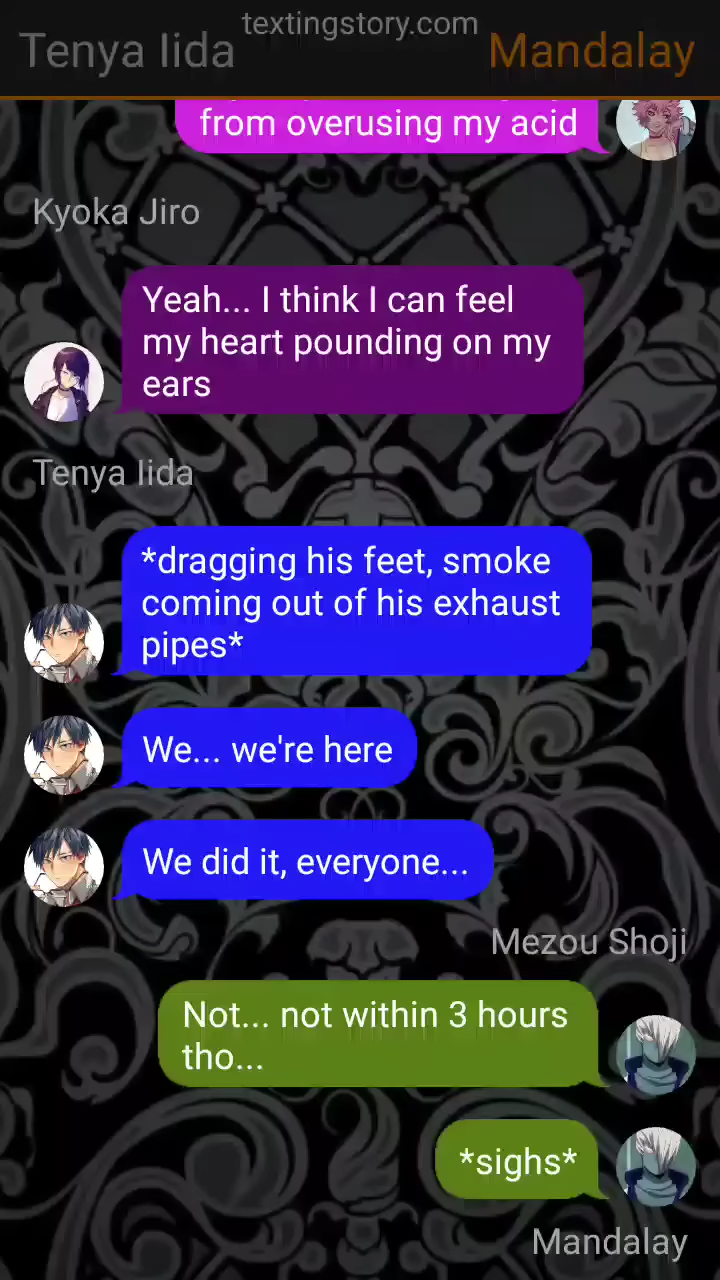 textingstory.com
Tenya Iida
Mandalay
from overusing my acid
Kyoka Jiro
Yeah... I think I can feel
my heart pounding on my
ears
Tenya Iida
*dragging his feet, smoke
coming out of his exhaust
pipes*
We... we're here
We did it, everyone...
Mezou Shoji
Not... not within 3 hours
tho...
*sighs*
Mandalay